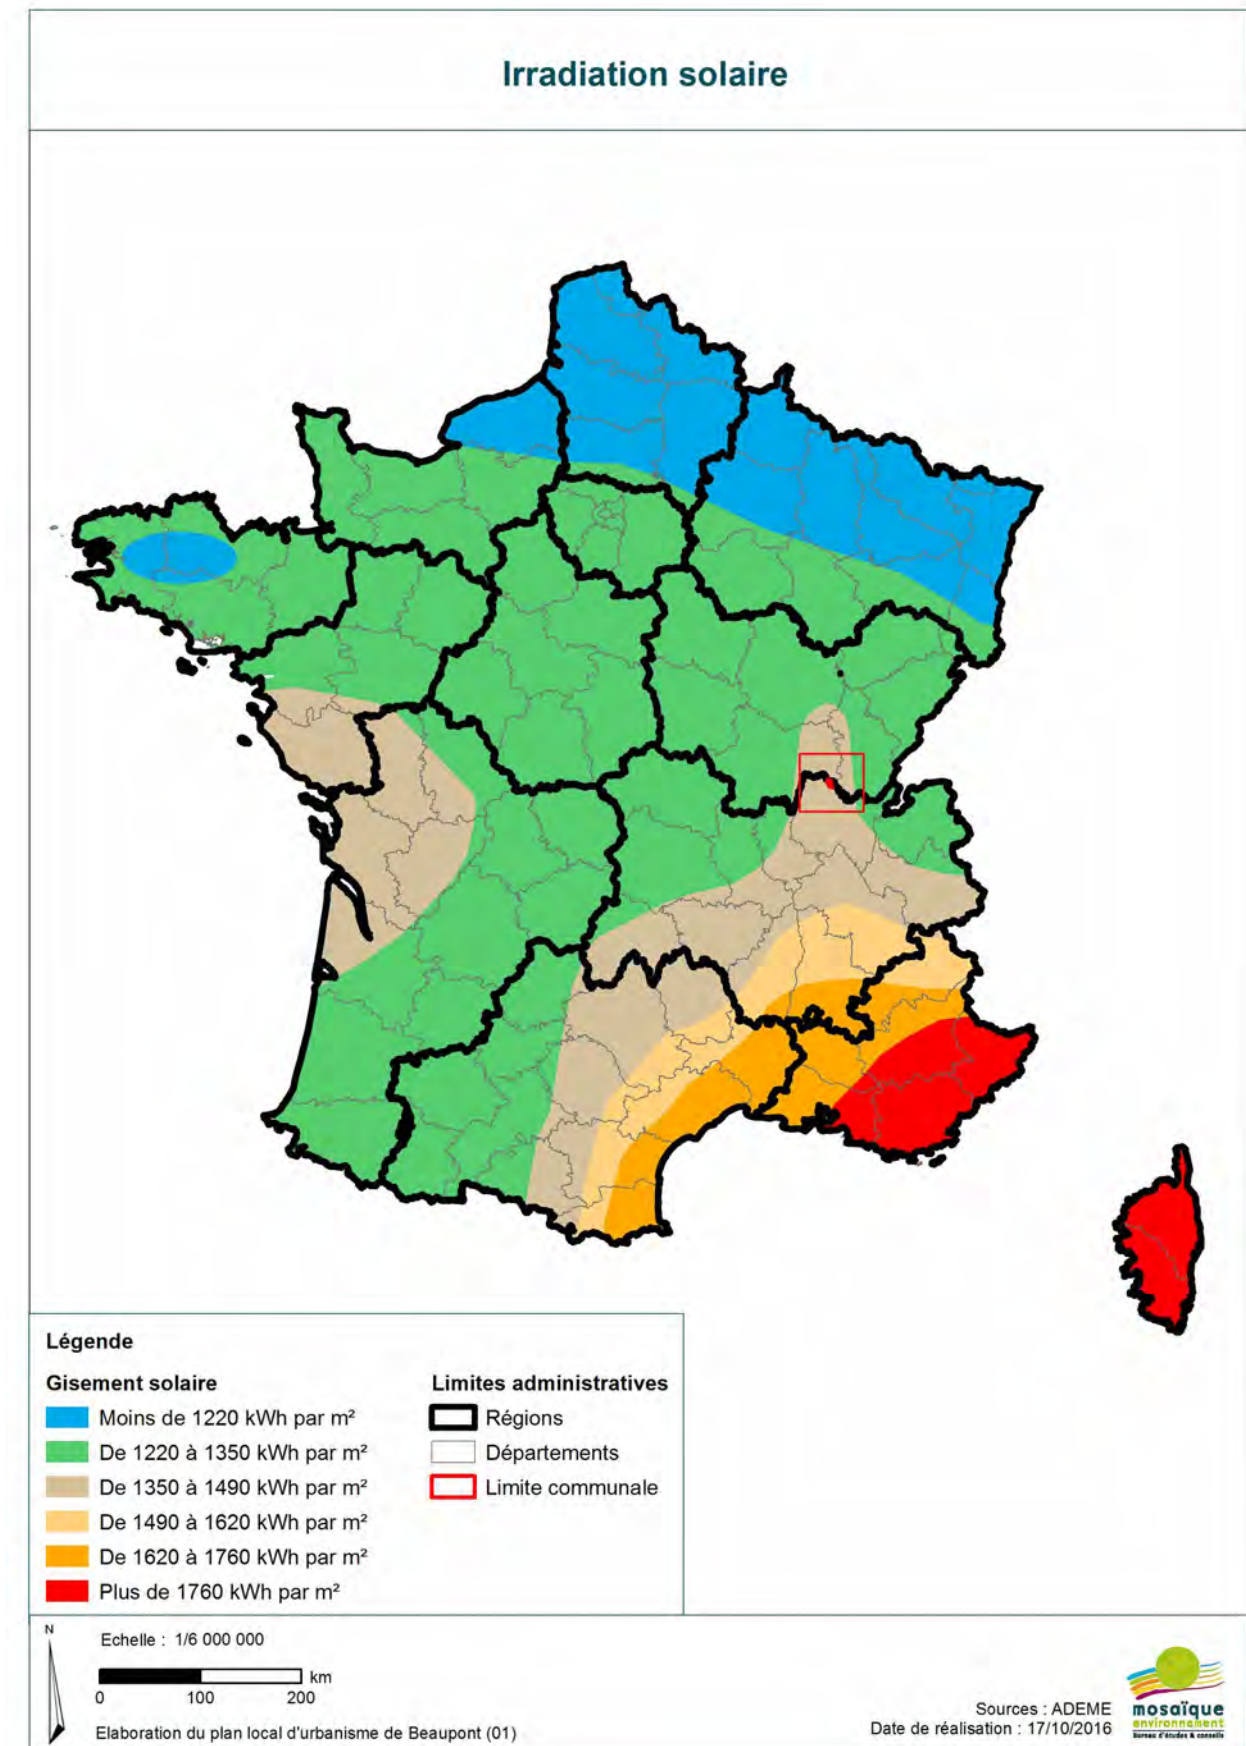 Irradiation solaire
Légende
Gisement solaire
Moins de 1220 kWh par m²
De 1220 à 1350 kWh par m²
De 1350 à 1490 kWh par m²
De 1490 à 1620 kWh par m²
De 1620 à 1760 kWh par m²
Plus de 1760 kWh par m²
Limites administratives
Régions
Départements
Limite communale
N
Echelle : 1/6 000 000
km
0 100 200
Elaboration du plan local d'urbanisme de Beaupont (01)
Sources : ADEME
Date de réalisation : 17/10/2016
mosaïque
environnement
Bureau d'études & conseils